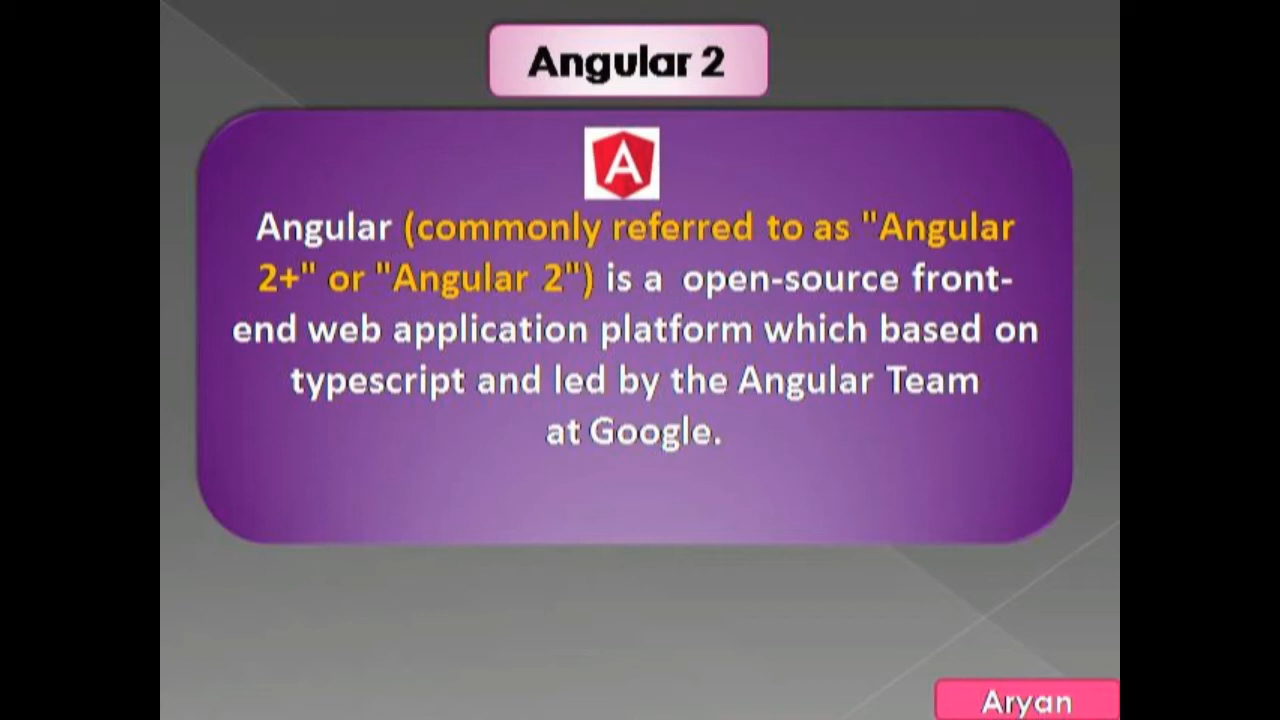 Angular 2
A
Angular (commonly referred to as "Angular
2+" or "Angular 2") is a open-source front-
end web application platform which based on
typescript and led by the Angular Team
at Google.
Aryan